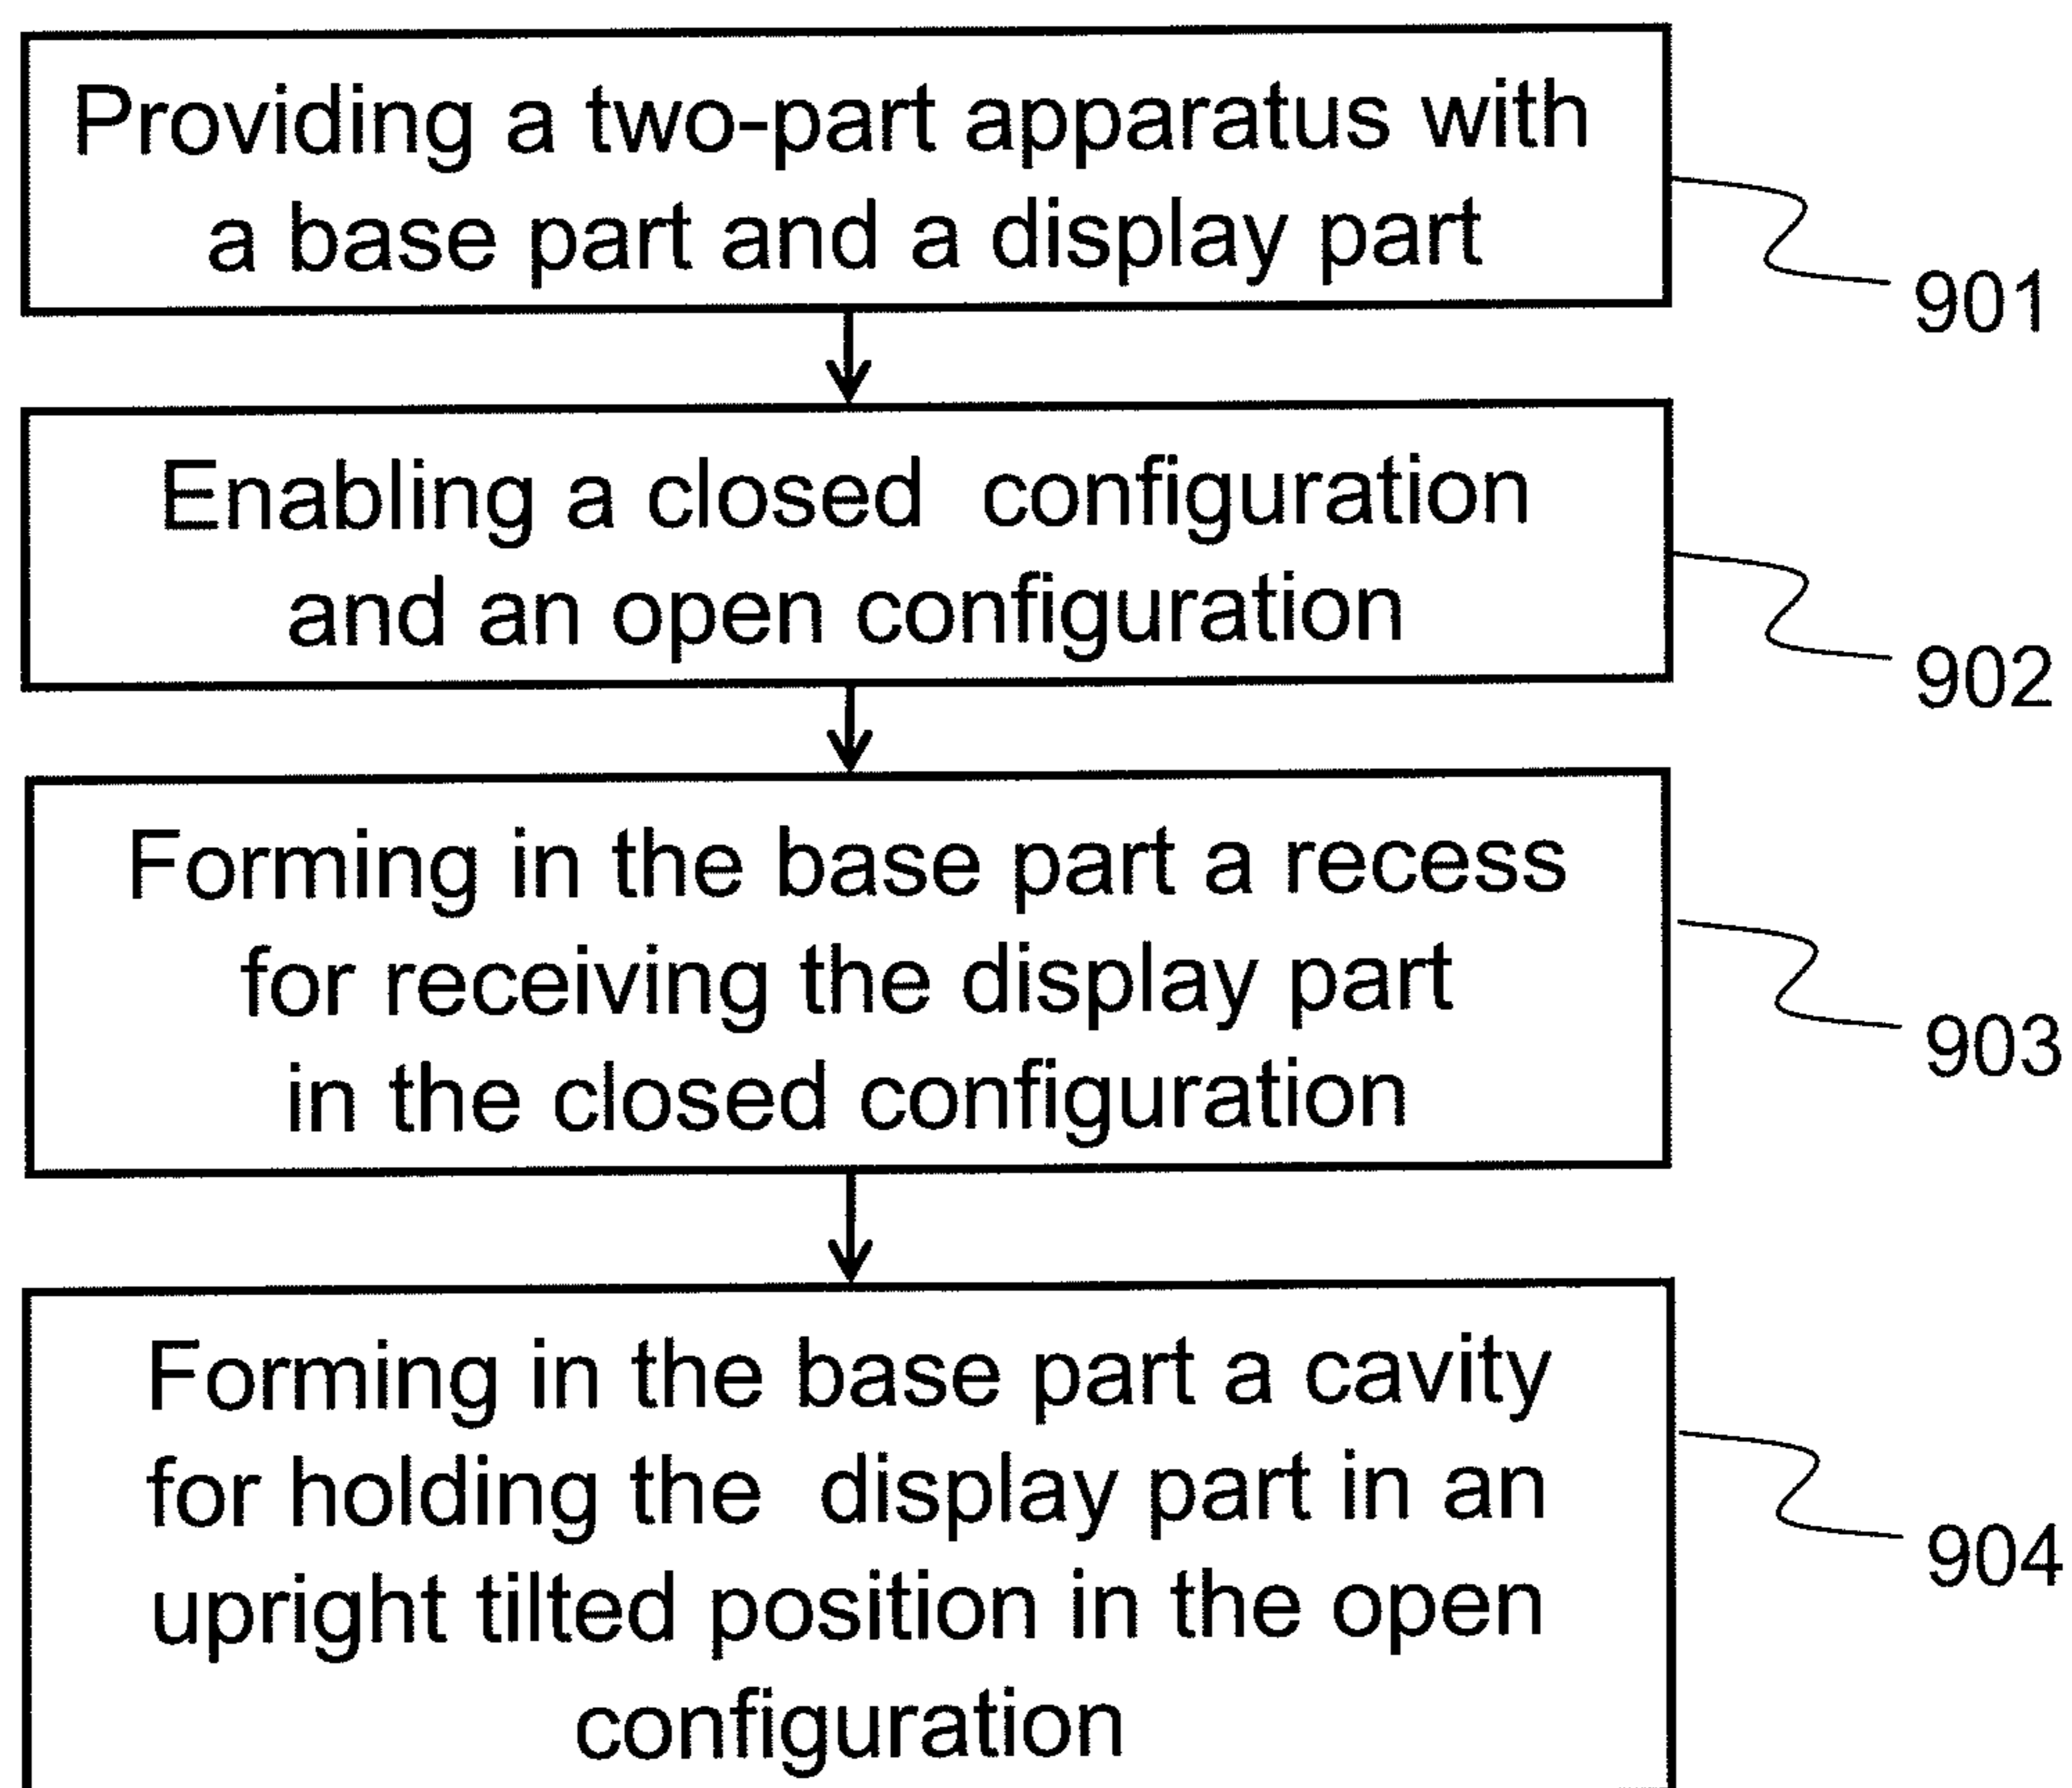 Providing a two-part apparatus with
a base part and a display part
901
Enabling a closed configuration
and an open configuration
902
Forming in the base part a recess
for receiving the display part
in the closed configuration
903
Forming in the base part a cavity
for holding the display part in an
upright tilted position in the open
configuration
904